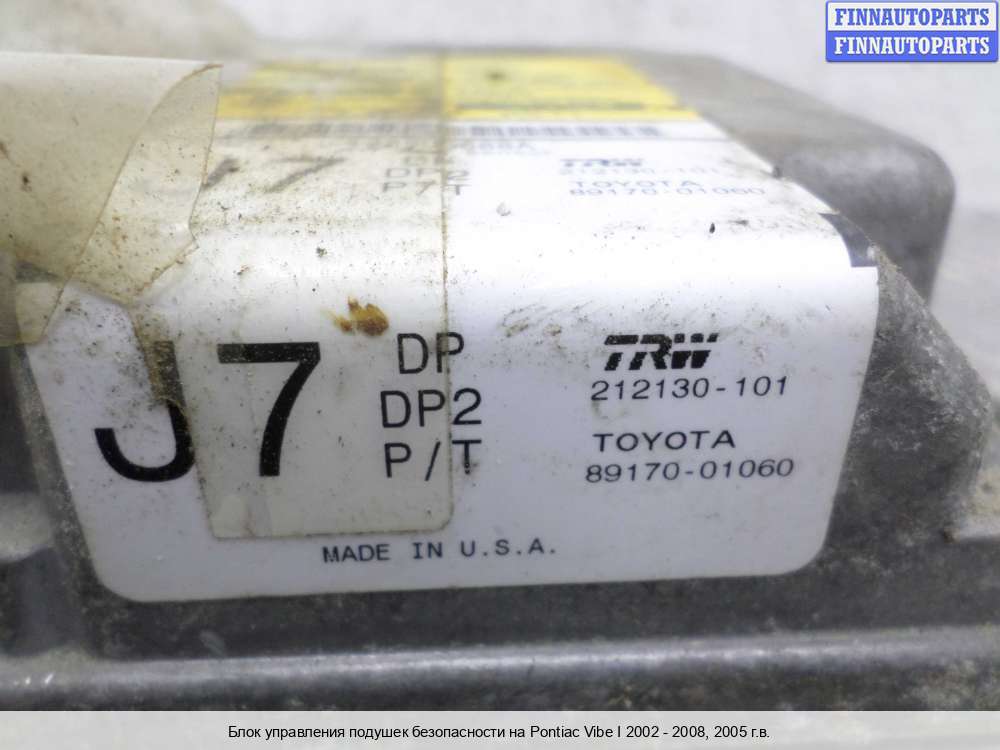 FINNAUTOPARTS
FINNAUTOPARTS
J7
DP2
P/T
TRW
212130-101
TOYOTA
89170-01060
J7
DP
DP2
P/T
TRW
212130-101
TOYOTA
89170-01060
MADE IN U.S.A.
Блок управления подушек безопасности на Pontiac Vibe I 2002 - 2008, 2005 г.в.